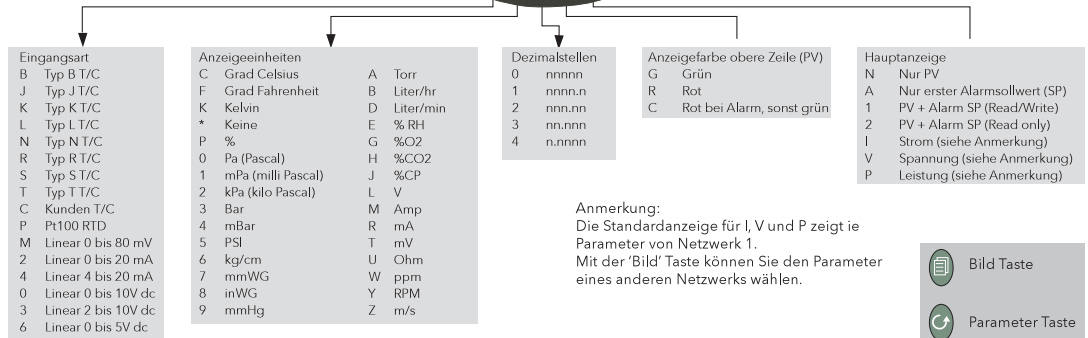 Eingangsart
B Typ B T/C
J Typ J T/C
K Typ K T/C
L Typ L T/C
N Typ N T/C
R Typ R T/C
S Typ S T/C
T Typ T T/C
C Kunden T/C
P Pt100 RTD
M Linear 0 bis 80 mV
2 Linear 0 bis 20 mA
4 Linear 4 bis 20 mA
0 Linear 0 bis 10V dc
3 Linear 2 bis 10V dc
6 Linear 0 bis 5V dc
Anzeigeeinheiten
C Grad Celsius
F Grad Fahrenheit
K Kelvin
* Keine
P %
0 Pa (Pascal)
1 mPa (milli Pascal)
2 kPa (kilo Pascal)
3 Bar
4 mBar
5 PSI
6 kg/cm
7 mmWG
8 inWG
9 mmHg
A Torr
B Liter/hr
D Liter/min
E % RH
G %O2
H %CO2
J %CP
L V
M Amp
R mA
T mV
U Ohm
W ppm
Y RPM
Z m/s
Dezimalstellen
0 nnnnn
1 nnnn.n
2 nnn.nn
3 nn.nnn
4 n.nnnn
Anzeigefarbe obere Zeile (PV)
G Grün
R Rot
C Rot bei Alarm, sonst grün
Hauptanzeige
N Nur PV
A Nur erster Alarmsollwert (SP)
1 PV + Alarm SP (Read/Write)
2 PV + Alarm SP (Read only)
I Strom (siehe Anmerkung)
V Spannung (siehe Anmerkung)
P Leistung (siehe Anmerkung)
Anmerkung:
Die Standardanzeige für I, V und P zeigt ie
Parameter von Netzwerk 1.
Mit der 'Bild' Taste können Sie den Parameter
eines anderen Netzwerks wählen.
Bild Taste
Parameter Taste